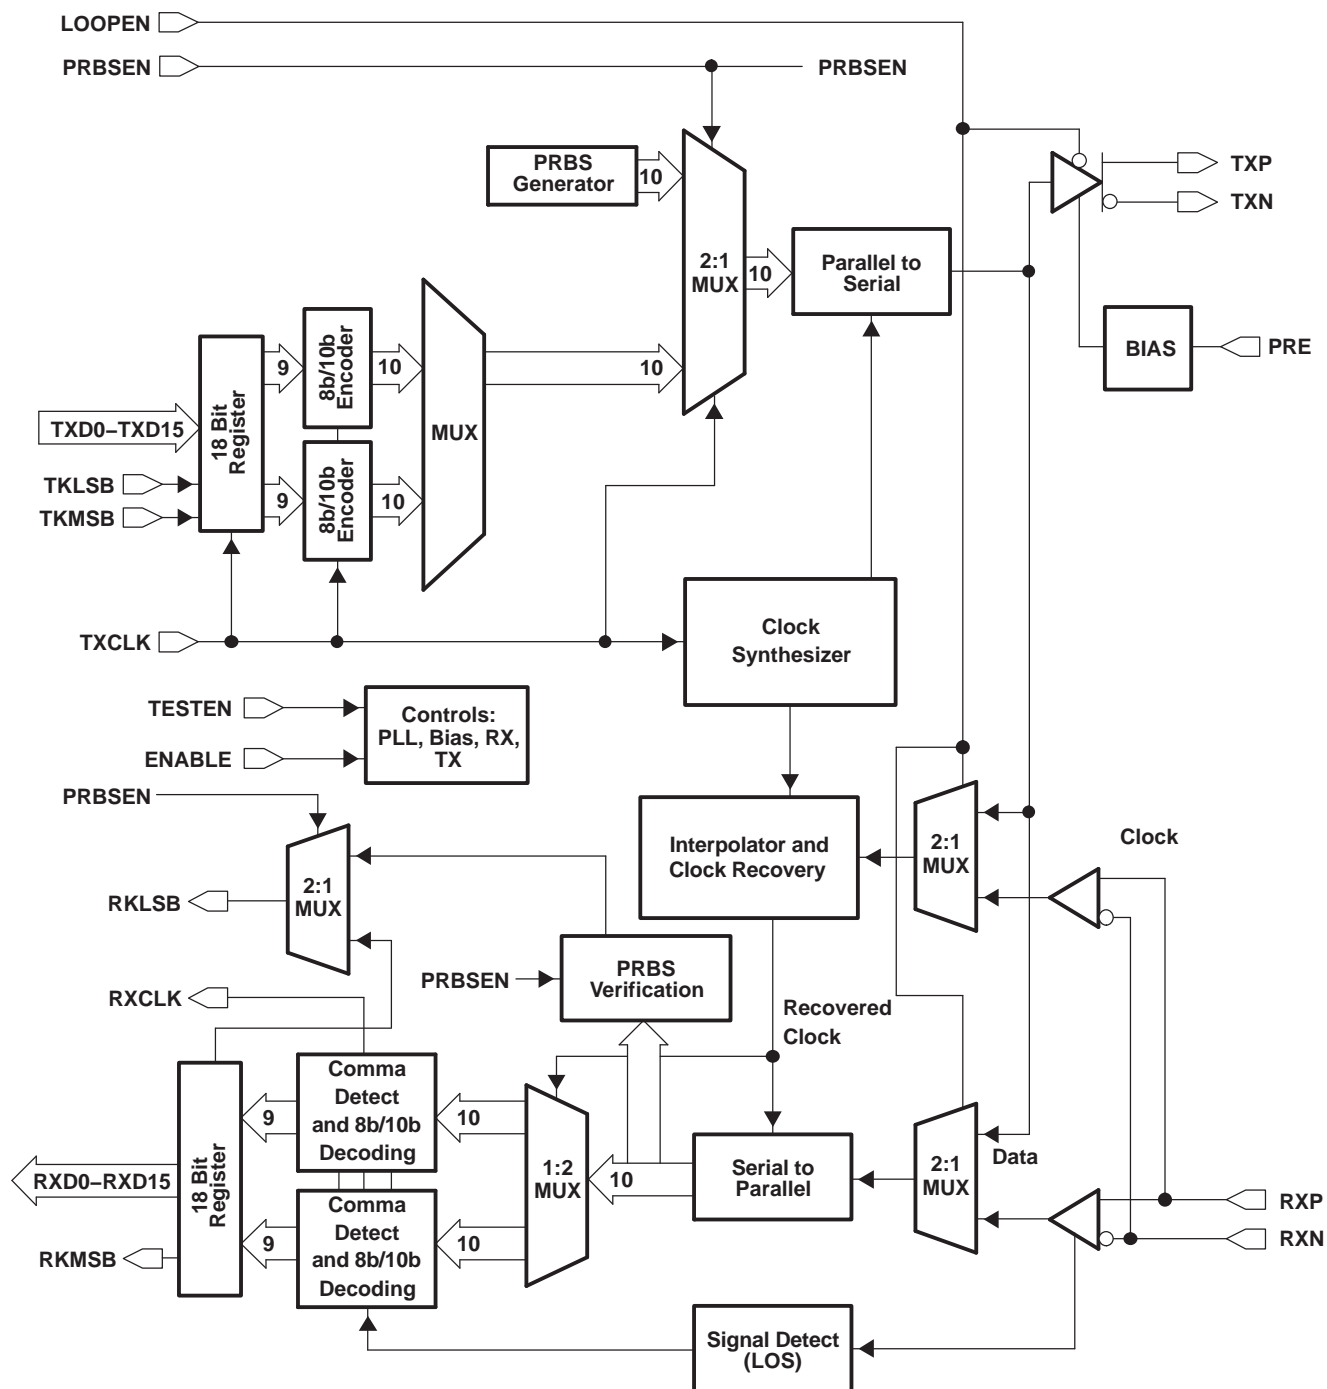 LOOPEN
PRBSEN
PRBSEN
PRBS
Generator
10
TXP
TXN
2:1
MUX
10
Parallel to
Serial
BIAS
PRE
18 Bit
Register
9
8b/10b
Encoder
10
10
TXD0–TXD15
MUX
TKLSB
TKMSB
9
8b/10b
Encoder
10
TXCLK
Clock
Synthesizer
TESTEN
ENABLE
Controls:
PLL, Bias, RX,
TX
PRBSEN
2:1
MUX
RKLSB
Interpolator and
Clock Recovery
2:1
MUX
Clock
PRBSEN
PRBS
Verification
RXCLK
Recovered
Clock
Comma
Detect
and 8b/10b
Decoding
9
10
18 Bit
Register
RXD0–RXD15
1:2
MUX
10
Serial to
Parallel
2:1
MUX
Data
RXP
RXN
Comma
Detect
and 8b/10b
Decoding
9
10
RKMSB
Signal Detect
(LOS)